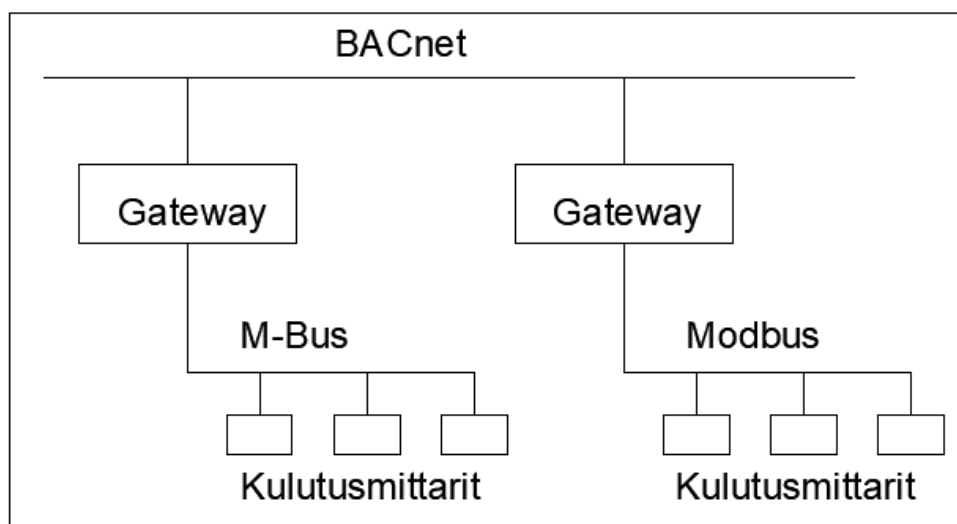 BACnet
Gateway
Gateway
M-Bus
Modbus
Kulutusmittarit
Kulutusmittarit